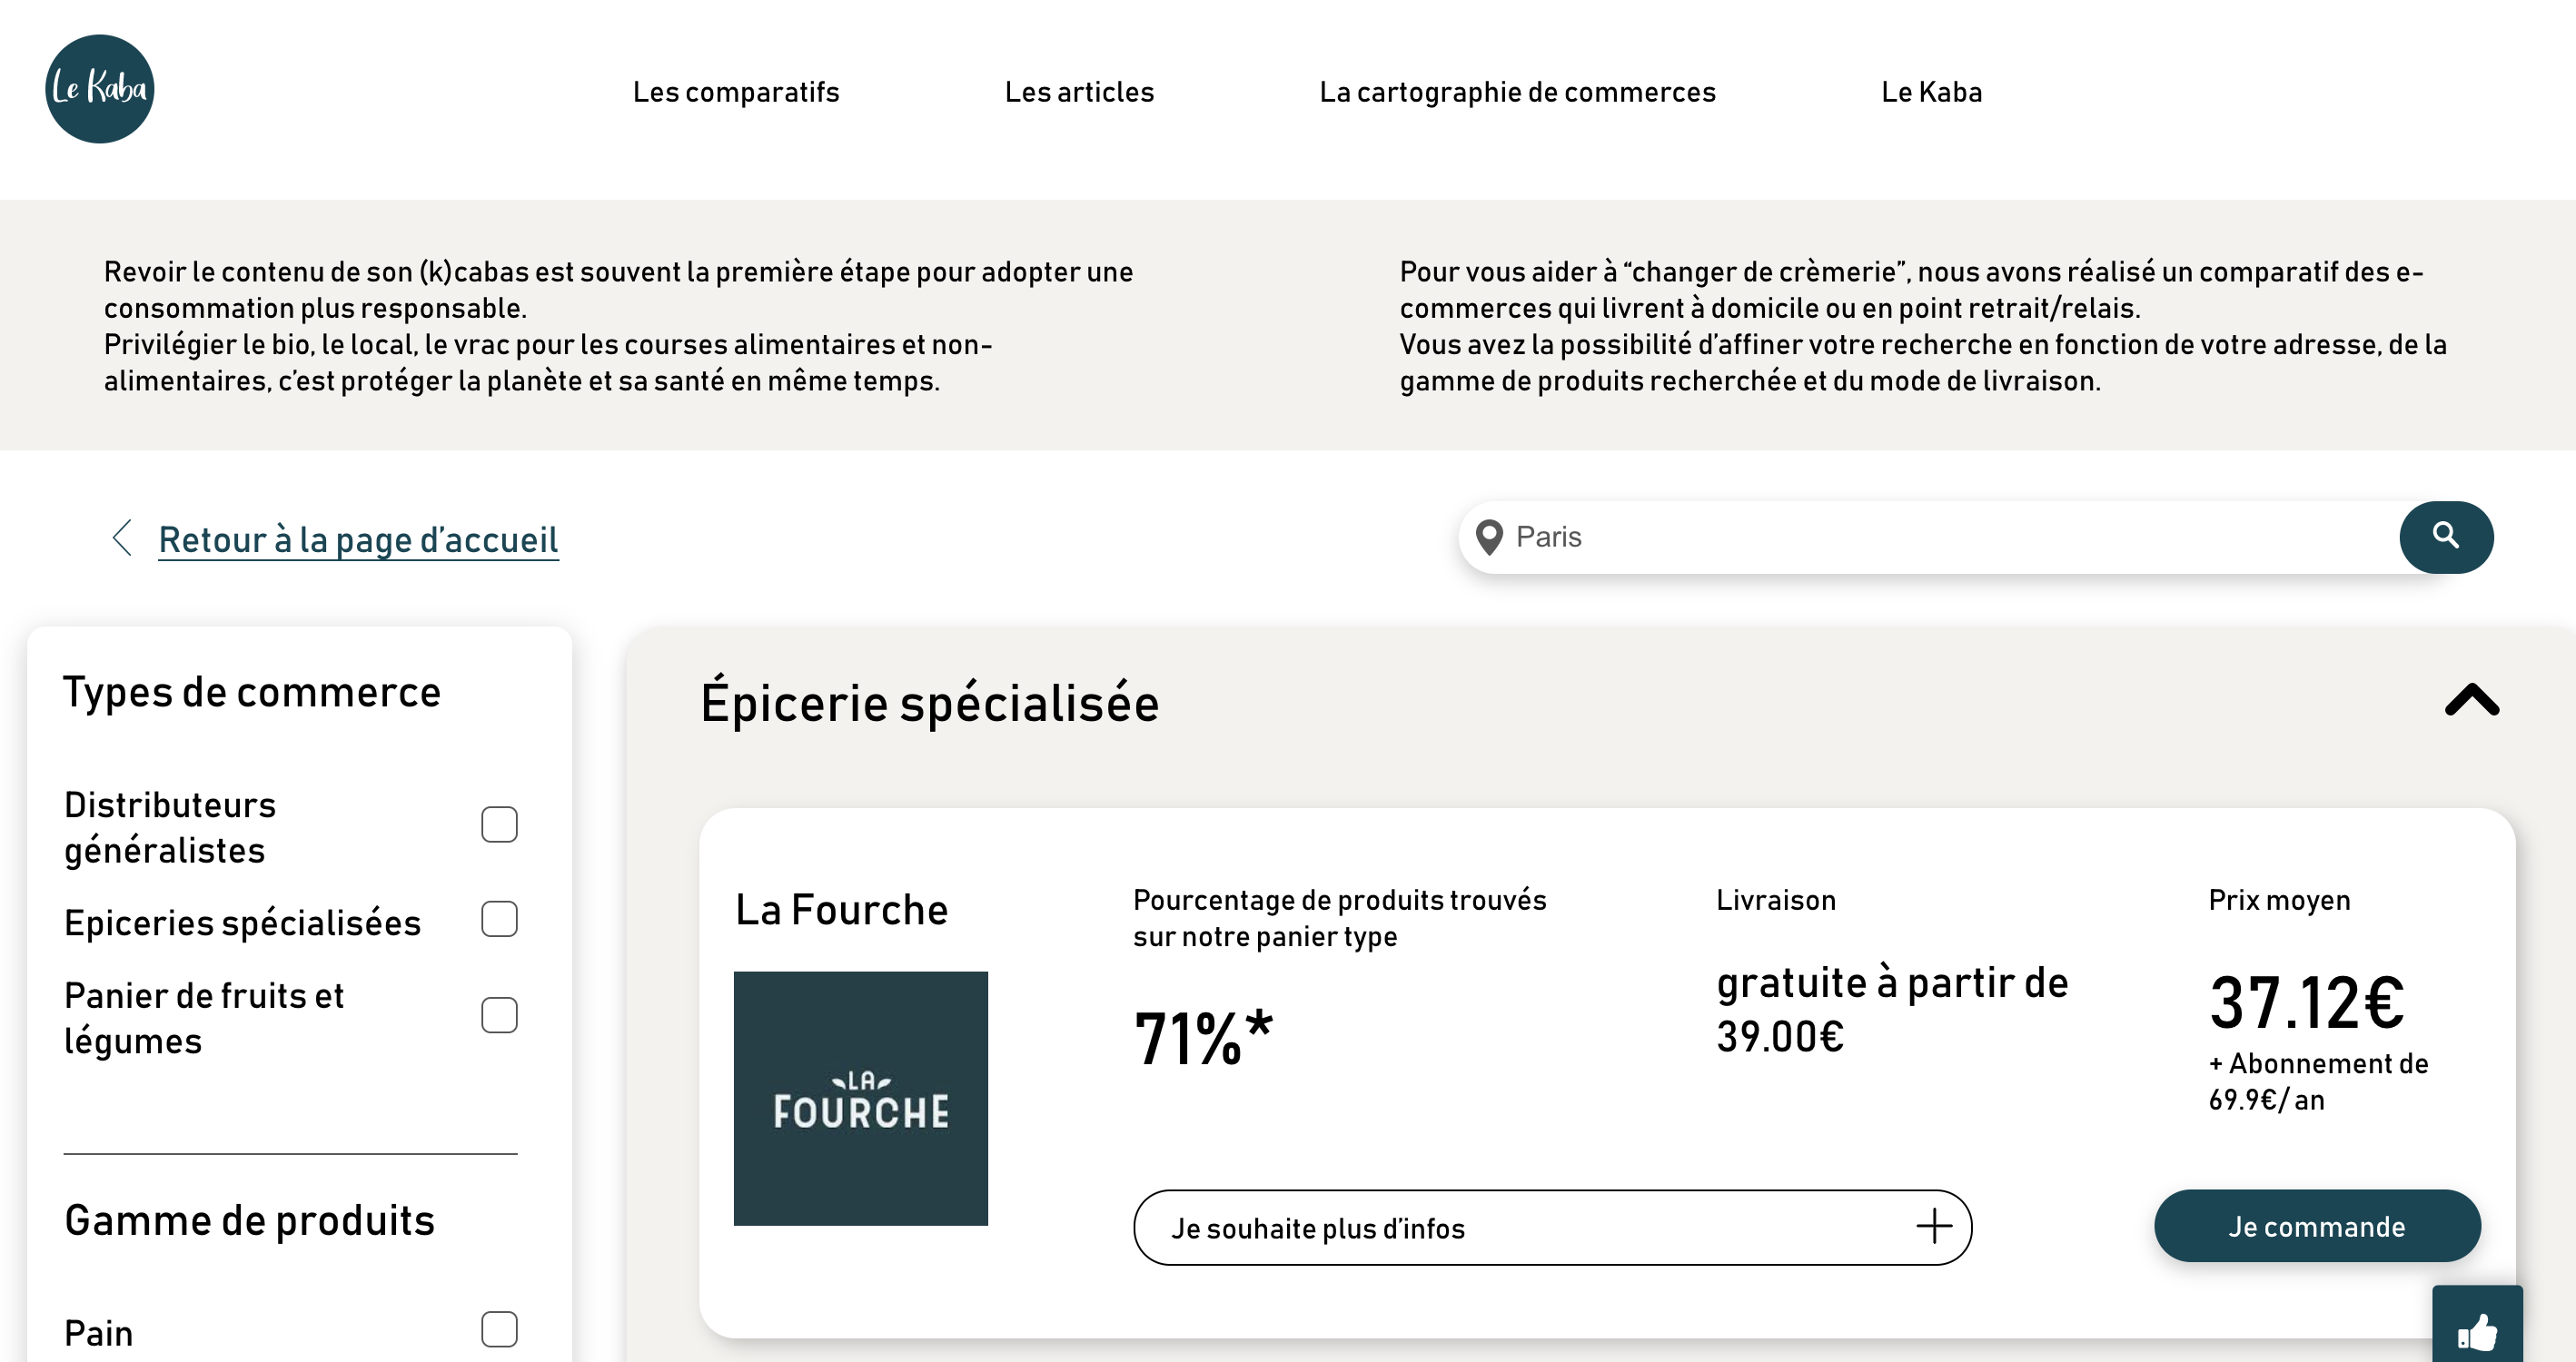 Le Kaba
Les comparatifs
Les articles
La cartographie de commerces
Le Kaba
Revoir le contenu de son (k)cabas est souvent la première étape pour adopter une
consommation plus responsable.
Privilégier le bio, le local, le vrac pour les courses alimentaires et non-
alimentaires, c’est protéger la planète et sa santé en même temps.
Pour vous aider à “changer de crèmerie”, nous avons réalisé un comparatif des e-
commerces qui livrent à domicile ou en point retrait/relais.
Vous avez la possibilité d’affiner votre recherche en fonction de votre adresse, de la
gamme de produits recherchée et du mode de livraison.
Retour à la page d’accueil
Paris
Types de commerce
Distributeurs
généralistes
Epiceries spécialisées
Panier de fruits et
légumes
Gamme de produits
Pain
Épicerie spécialisée
La Fourche
LA
FOURCHE
Pourcentage de produits trouvés
sur notre panier type
71%*
Livraison
gratuite à partir de
39.00€
Prix moyen
37.12€
+ Abonnement de
69.9€/ an
Je souhaite plus d’infos
Je commande